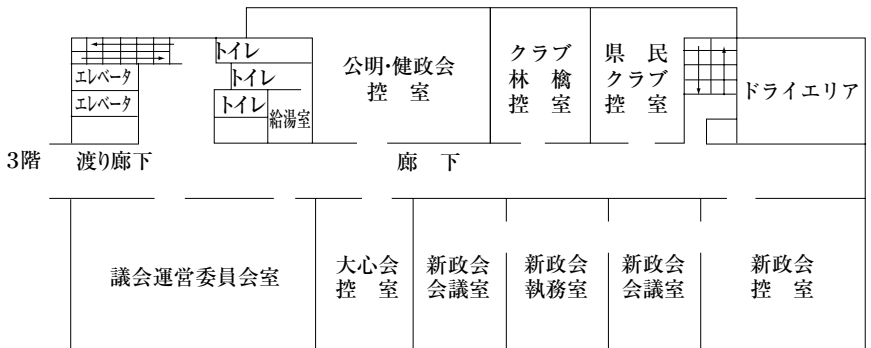 トイレ
トイレ
トイレ
給湯室
エレベータ
エレベータ
公明・健政会
控　室
クラブ
林　檎
控　室
県　民
クラブ
控　室
ドライエリア
3階
渡り廊下
廊　下
議会運営委員会室
大心会
控　室
新政会
会議室
新政会
執務室
新政会
会議室
新政会
控　室